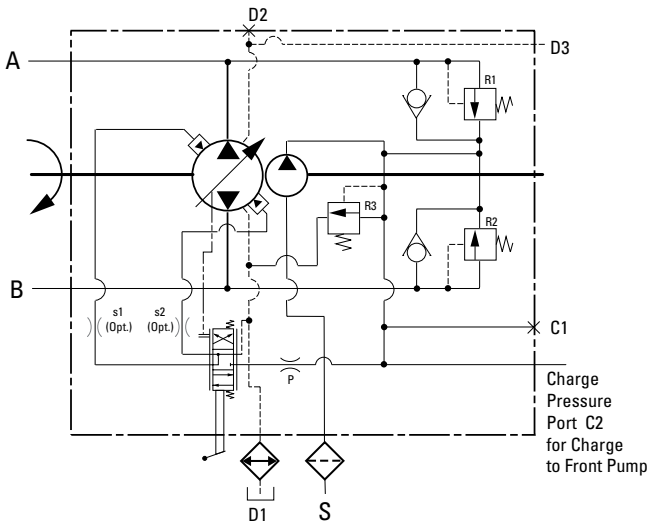 D2
D3
A
R1
R3
R2
B
s1
(Opt.)
s2
(Opt.)
C1
P
Charge
Pressure
Port C2
for Charge
to Front Pump
D1
S